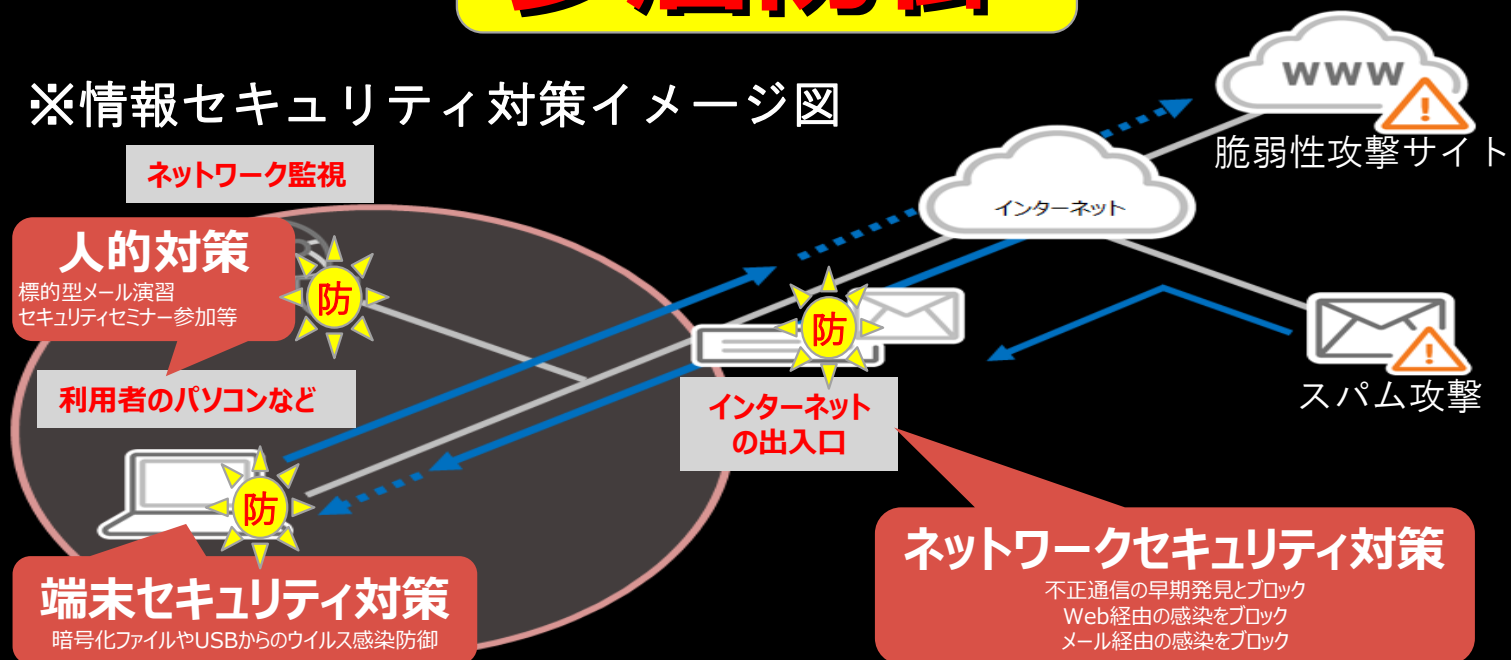 多層防御
※情報セキュリティ対策イメージ図
WWW
脆弱性攻撃サイト
ネットワーク監視
インターネット
人的対策
標的型メール演習
セキュリティセミナー参加等
防
防
スパム攻撃
利用者のパソコンなど
インターネット
の出入口
防
端末セキュリティ対策
暗号化ファイルやUSBからのウイルス感染防御
ネットワークセキュリティ対策
不正通信の早期発見とブロック
Web経由の感染をブロック
メール経由の感染をブロック